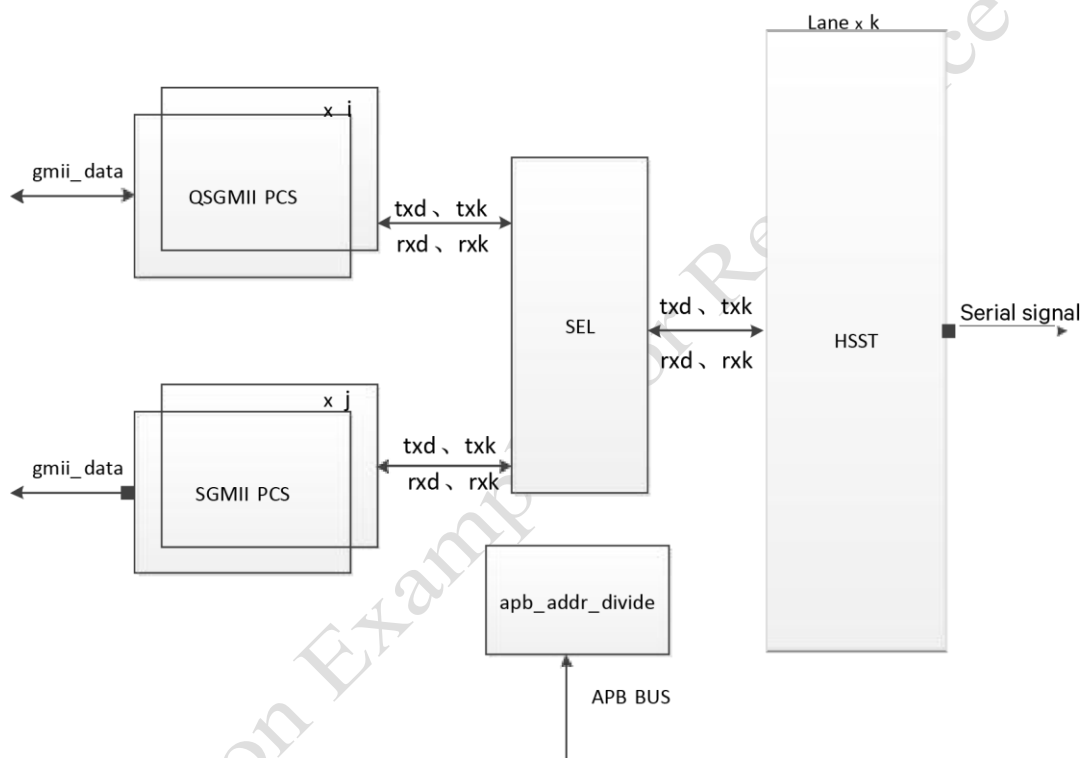 Lane x k
x i
gmii_data
QSGMII PCS
txd、txk
rxd、rxk
SEL
txd、txk
rxd、rxk
HSST
Serial signal
x j
gmii_data
SGMII PCS
txd、txk
rxd、rxk
apb_addr_divide
APB BUS